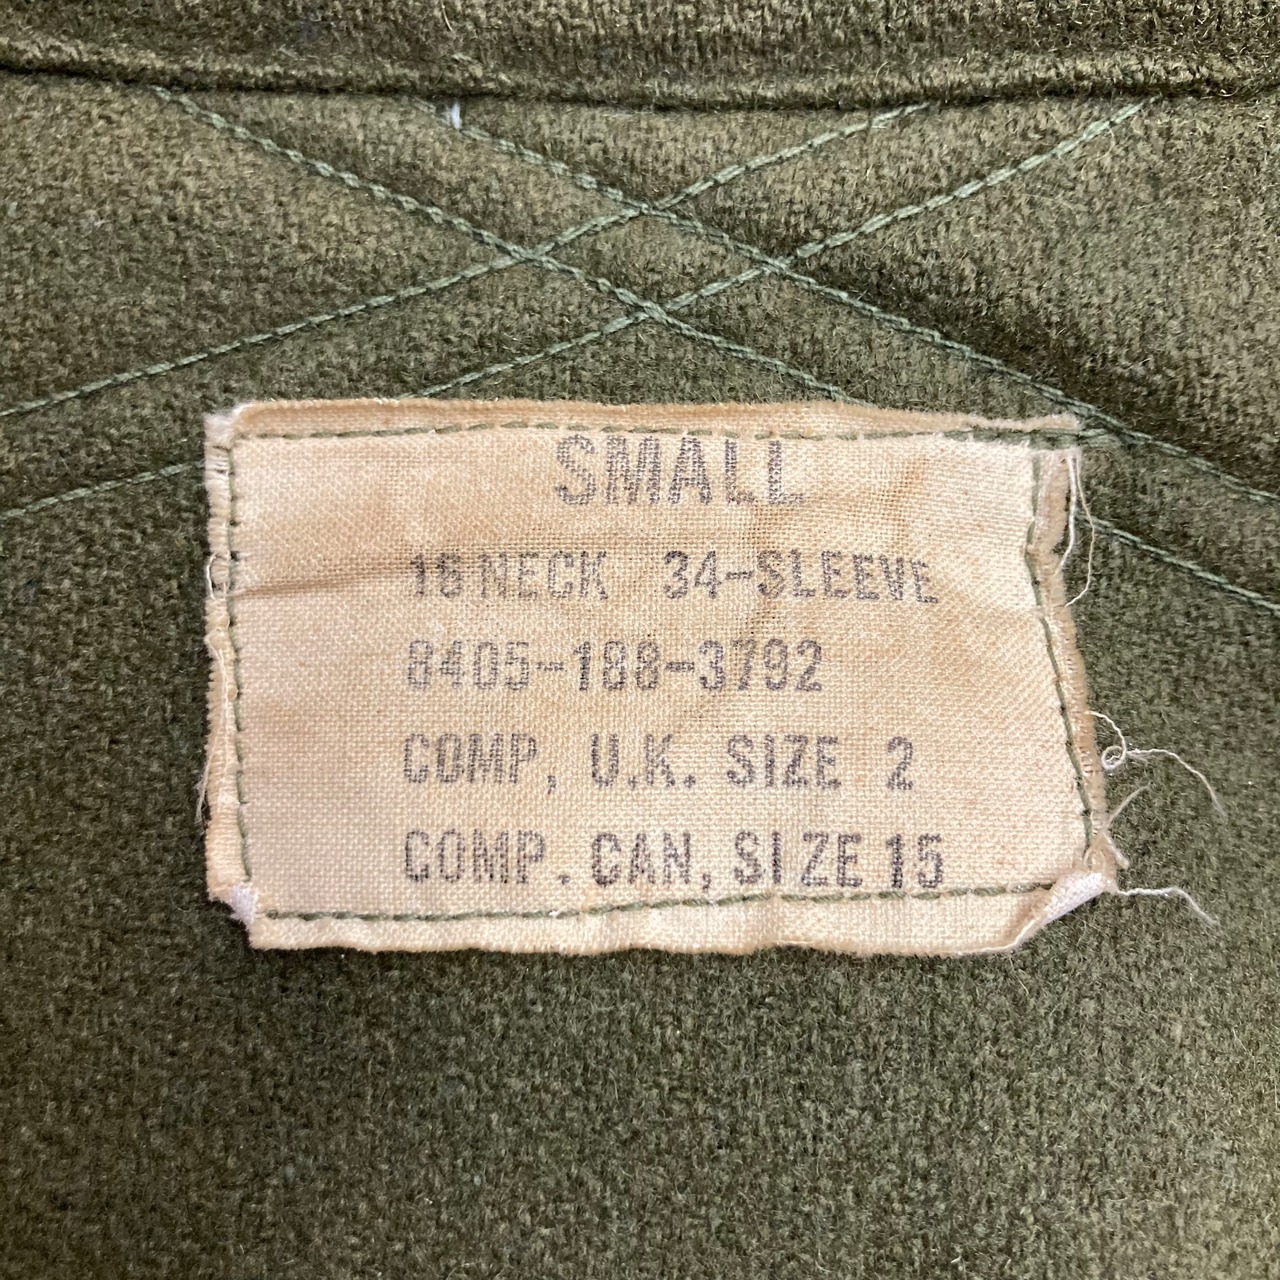 SMALL
16 NECK 34-SLEEVE
8405-188-3792
COMP, U.K. SIZE 2
COMP. CAN, SIZE 15